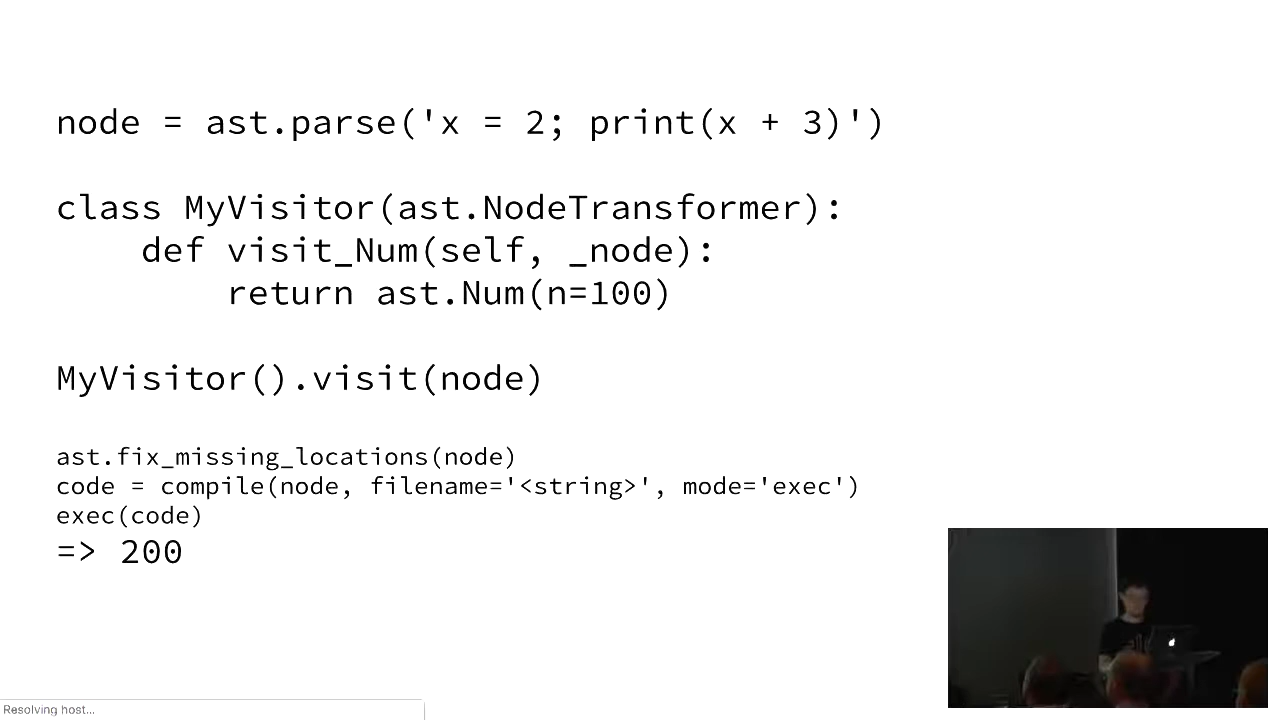 node = ast.parse('x = 2; print(x + 3)')
class MyVisitor(ast.NodeTransformer):
    def visit_Num(self, _node):
        return ast.Num(n=100)
MyVisitor().visit(node)
ast.fix_missing_locations(node)
code = compile(node, filename='<string>', mode='exec')
exec(code)
=> 200
Resolving host...